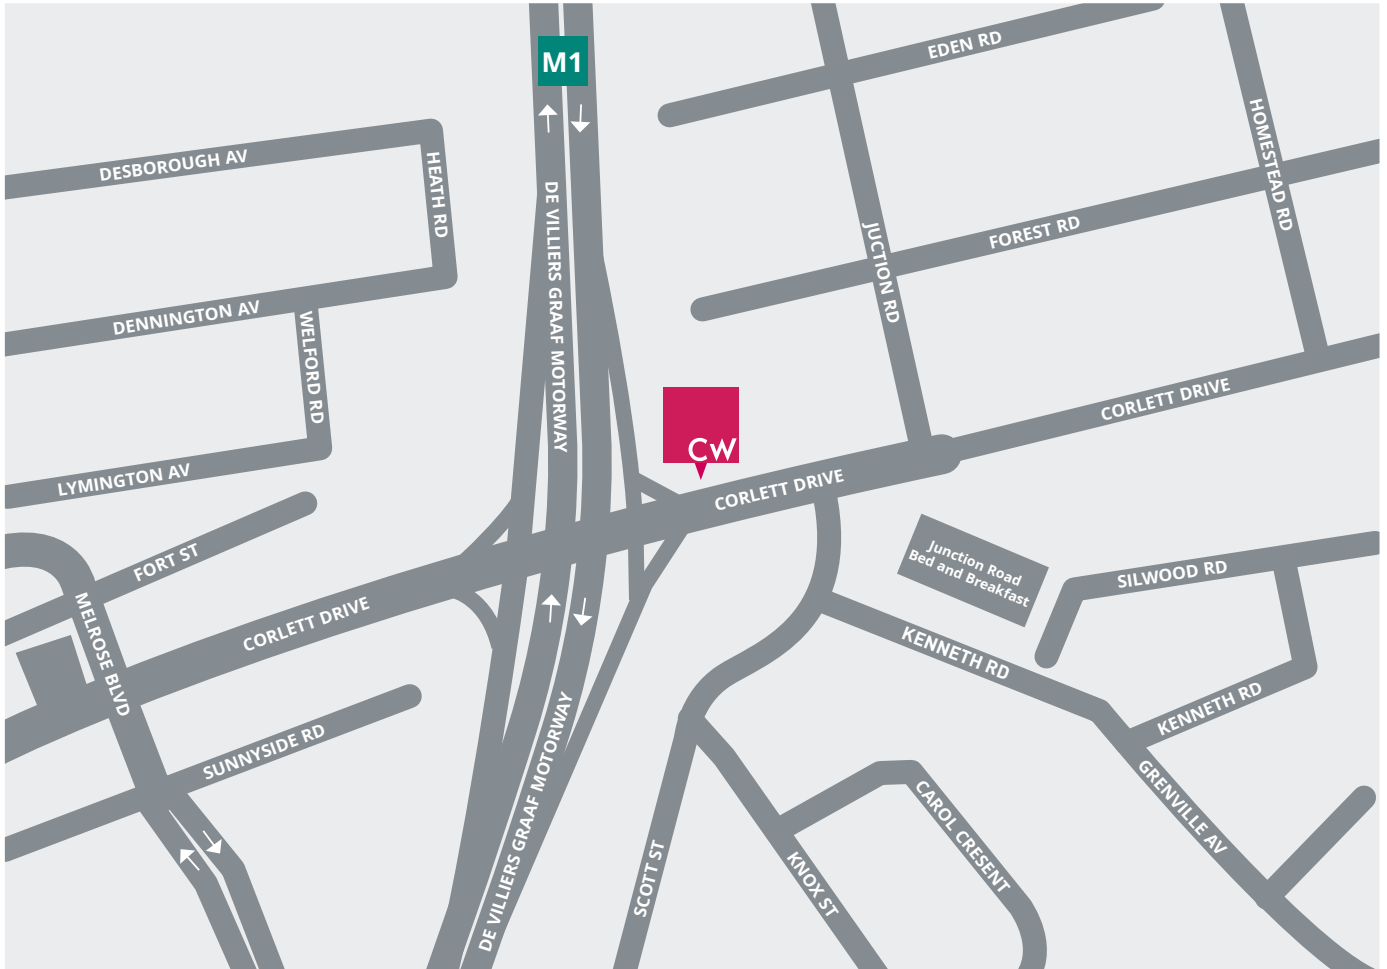 M1
EDEN RD
HOMESTEAD RD
DESBOROUGH AV
HEATH RD
DE VILLIERS GRAAF MOTORWAY
JUCTION RD
FOREST RD
DENNINGTON AV
WELFORD RD
CORLETT DRIVE
CW
LYMINGTON AV
CORLETT DRIVE
FORT ST
Junction Road
Bed and Breakfast
SILWOOD RD
MELROSE BLVD
CORLETT DRIVE
KENNETH RD
KENNETH RD
SUNNYSIDE RD
DE VILLIERS GRAAF MOTORWAY
GRENVILLE AV
CAROL CRESENT
SCOTT ST
KNOX ST